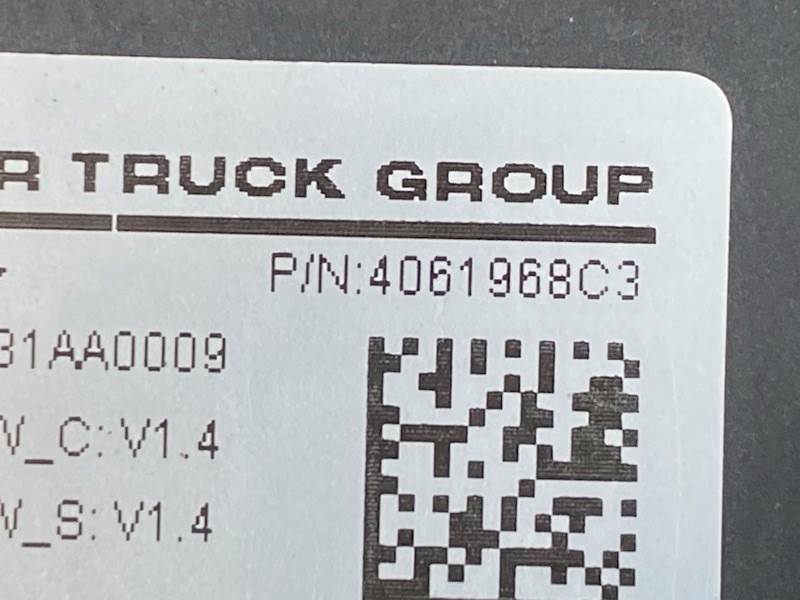 R TRUCK GROUP
P/N:4061968C3
31AA0009
V_C: V1.4
V_S: V1.4